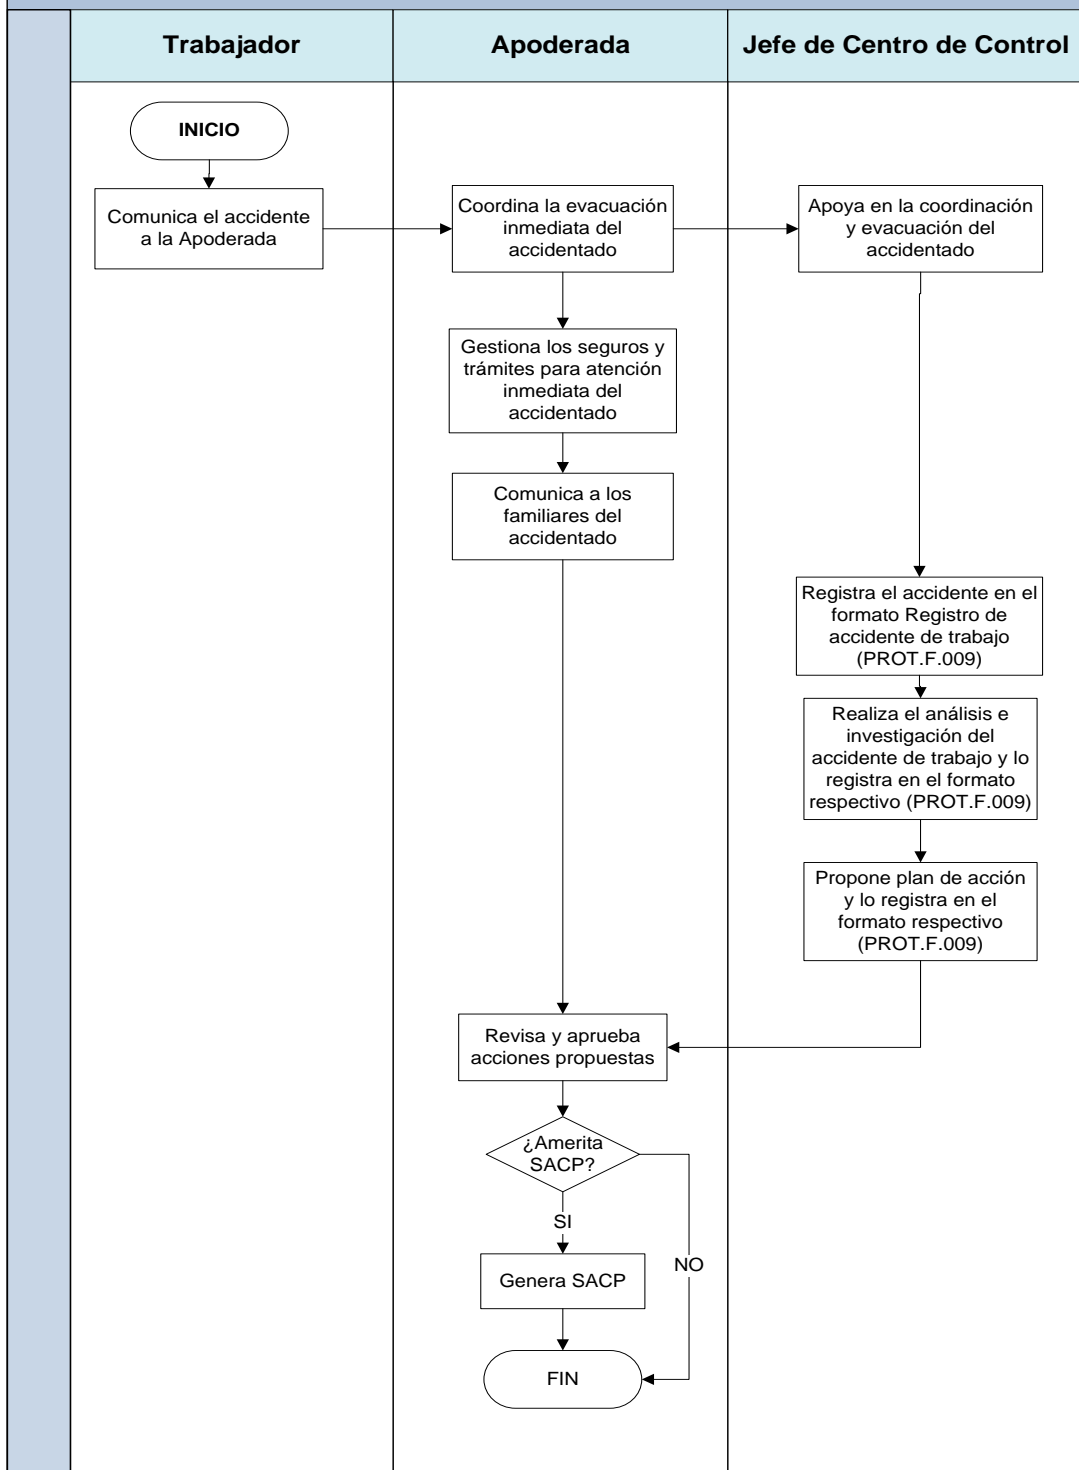 Trabajador
Apoderada
Jefe de Centro de Control
INICIO
Comunica el accidente
a la Apoderada
Coordina la evacuación
inmediata del
accidentado
Apoya en la coordinación
y evacuación del
accidentado
Gestiona los seguros y
trámites para atención
inmediata del
accidentado
Comunica a los
familiares del
accidentado
Registra el accidente en el
formato Registro de
accidente de trabajo
(PROT.F.009)
Realiza el análisis e
investigación del
accidente de trabajo y lo
registra en el formato
respectivo (PROT.F.009)
Propone plan de acción
y lo registra en el
formato respectivo
(PROT.F.009)
Revisa y aprueba
acciones propuestas
¿Amerita
SACP?
SI
NO
Genera SACP
FIN